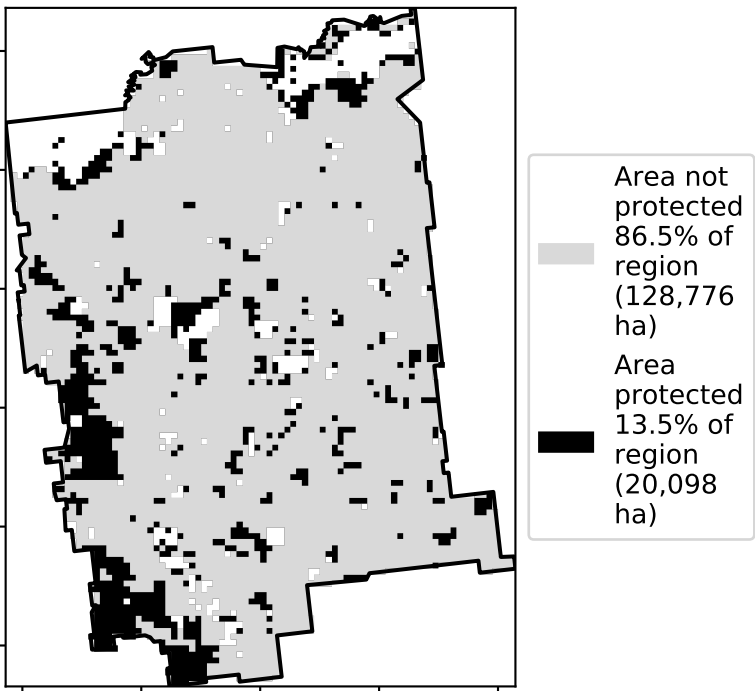 Area not
protected
86.5% of
region
(128,776
ha)
Area
protected
13.5% of
region
(20,098
ha)